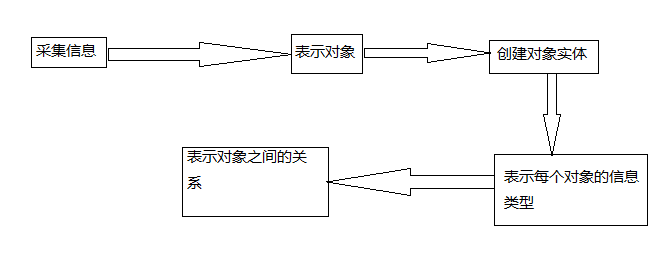 采集信息
表示对象
创建对象实体
表示每个对象的信息
类型
表示对象之间的关
系